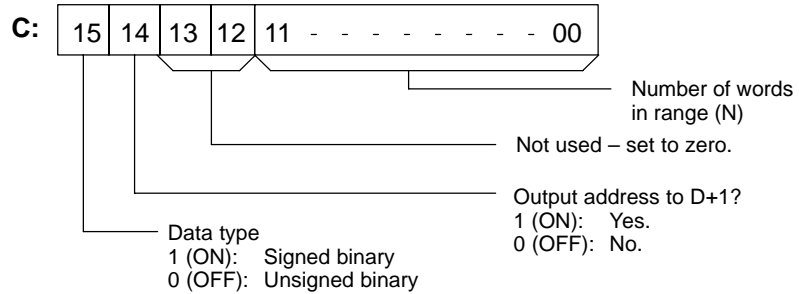 C: 15 14 13 12 11 - - - - - - - - - 00
Number of words
in range (N)
Not used – set to zero.
Output address to D+1?
1 (ON): Yes.
0 (OFF): No.
Data type
1 (ON): Signed binary
0 (OFF): Unsigned binary